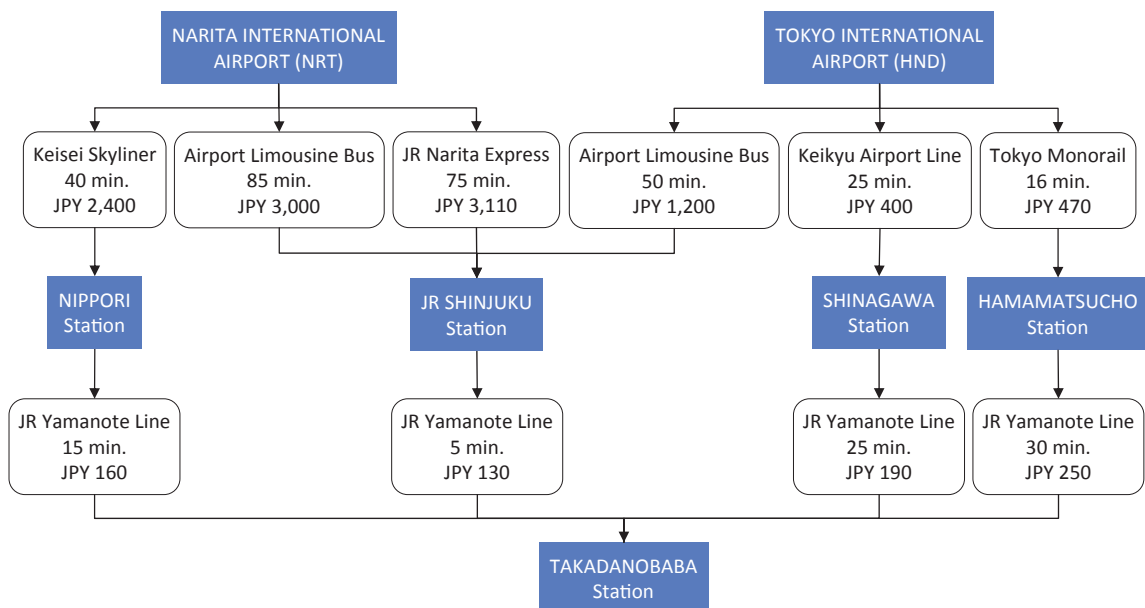 NARITA INTERNATIONAL
AIRPORT (NRT)
TOKYO INTERNATIONAL
AIRPORT (HND)
Keisei Skyliner
40 min.
JPY 2,400
Airport Limousine Bus
85 min.
JPY 3,000
JR Narita Express
75 min.
JPY 3,110
Airport Limousine Bus
50 min.
JPY 1,200
Keikyu Airport Line
25 min.
JPY 400
Tokyo Monorail
16 min.
JPY 470
NIPPORI
Station
JR SHINJUKU
Station
SHINAGAWA
Station
HAMAMATSUCHO
Station
JR Yamanote Line
15 min.
JPY 160
JR Yamanote Line
5 min.
JPY 130
JR Yamanote Line
25 min.
JPY 190
JR Yamanote Line
30 min.
JPY 250
TAKADANOBABA
Station